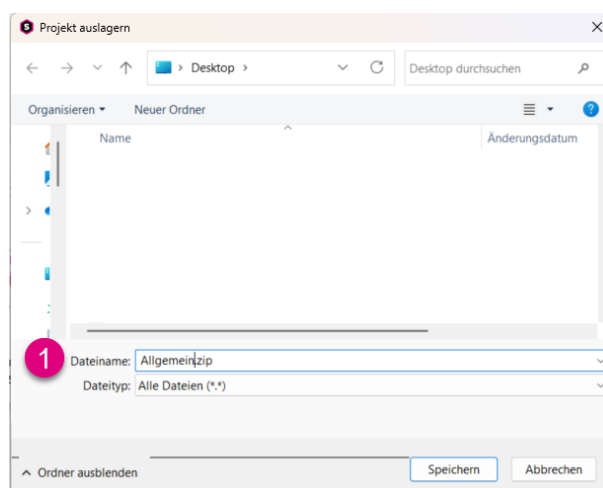 Projekt auslagern
Desktop
Desktop durchsuchen
Organisieren Neuer Ordner
Name Änderungsdatum
1
Dateiname: Allgemein.zip
Dateityp: Alle Dateien (*.*)
Ordner ausblenden Speichern Abbrechen